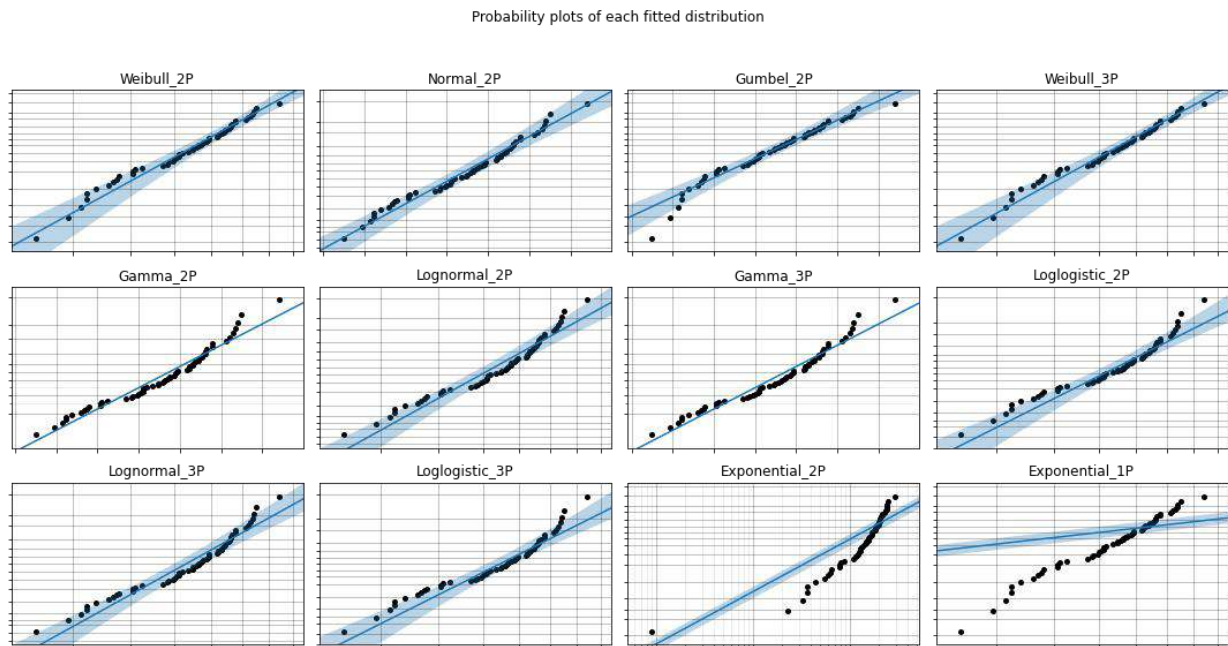 Probability plots of each fitted distribution
Weibull_2P
Normal_2P
Gumbel_2P
Weibull_3P
Gamma_2P
Lognormal_2P
Gamma_3P
Loglogistic_2P
Lognormal_3P
Loglogistic_3P
Exponential_2P
Exponential_1P